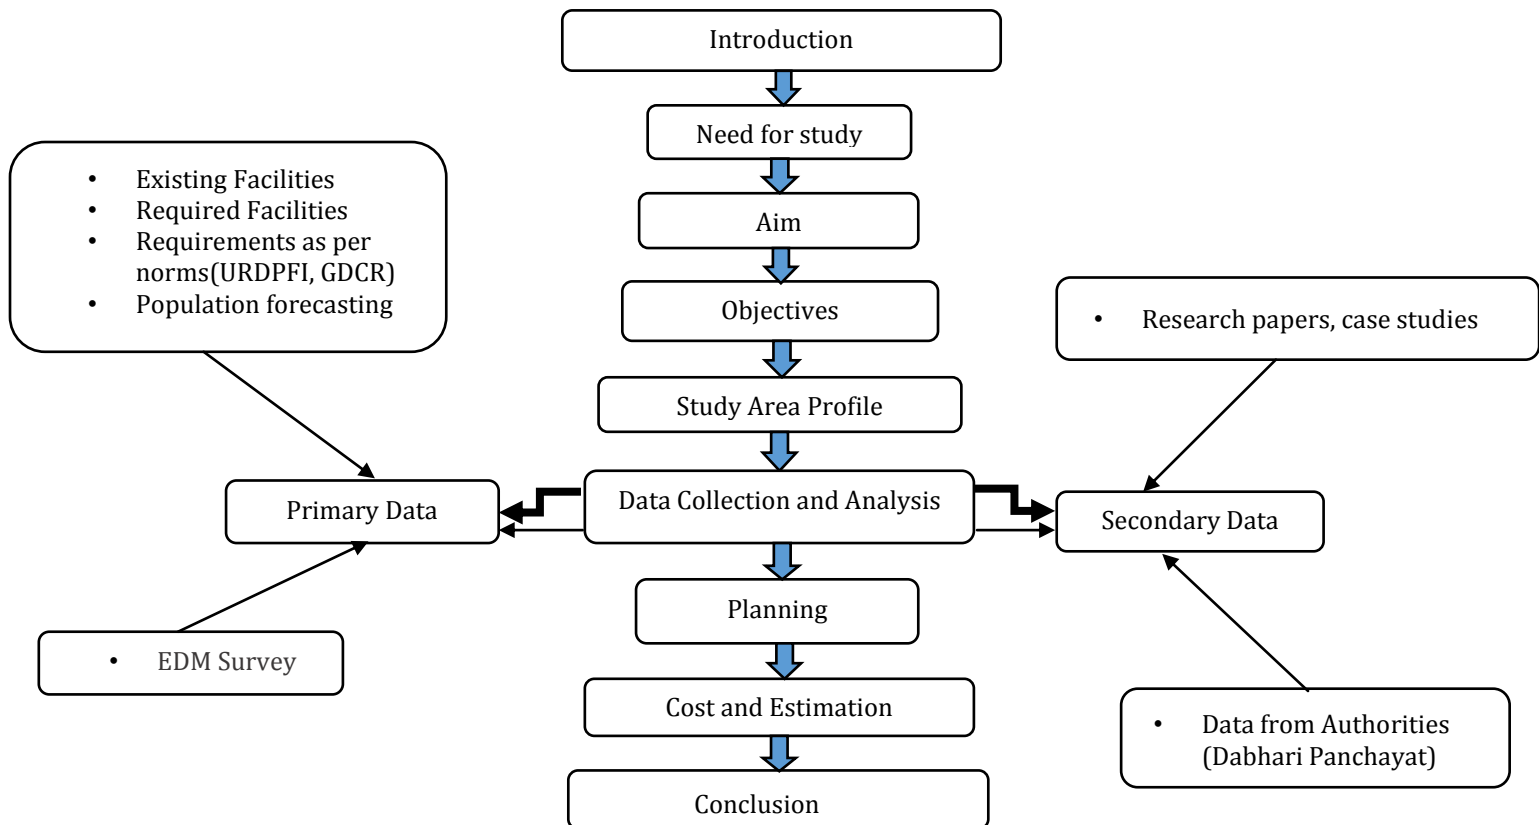 Introduction
Need for study
• Existing Facilities
• Required Facilities
• Requirements as per
norms(URDPFI, GDCR)
• Population forecasting
Aim
Objectives
• Research papers, case studies
Study Area Profile
Primary Data
Data Collection and Analysis
Secondary Data
Planning
• EDM Survey
Cost and Estimation
• Data from Authorities
(Dabhari Panchayat)
Conclusion